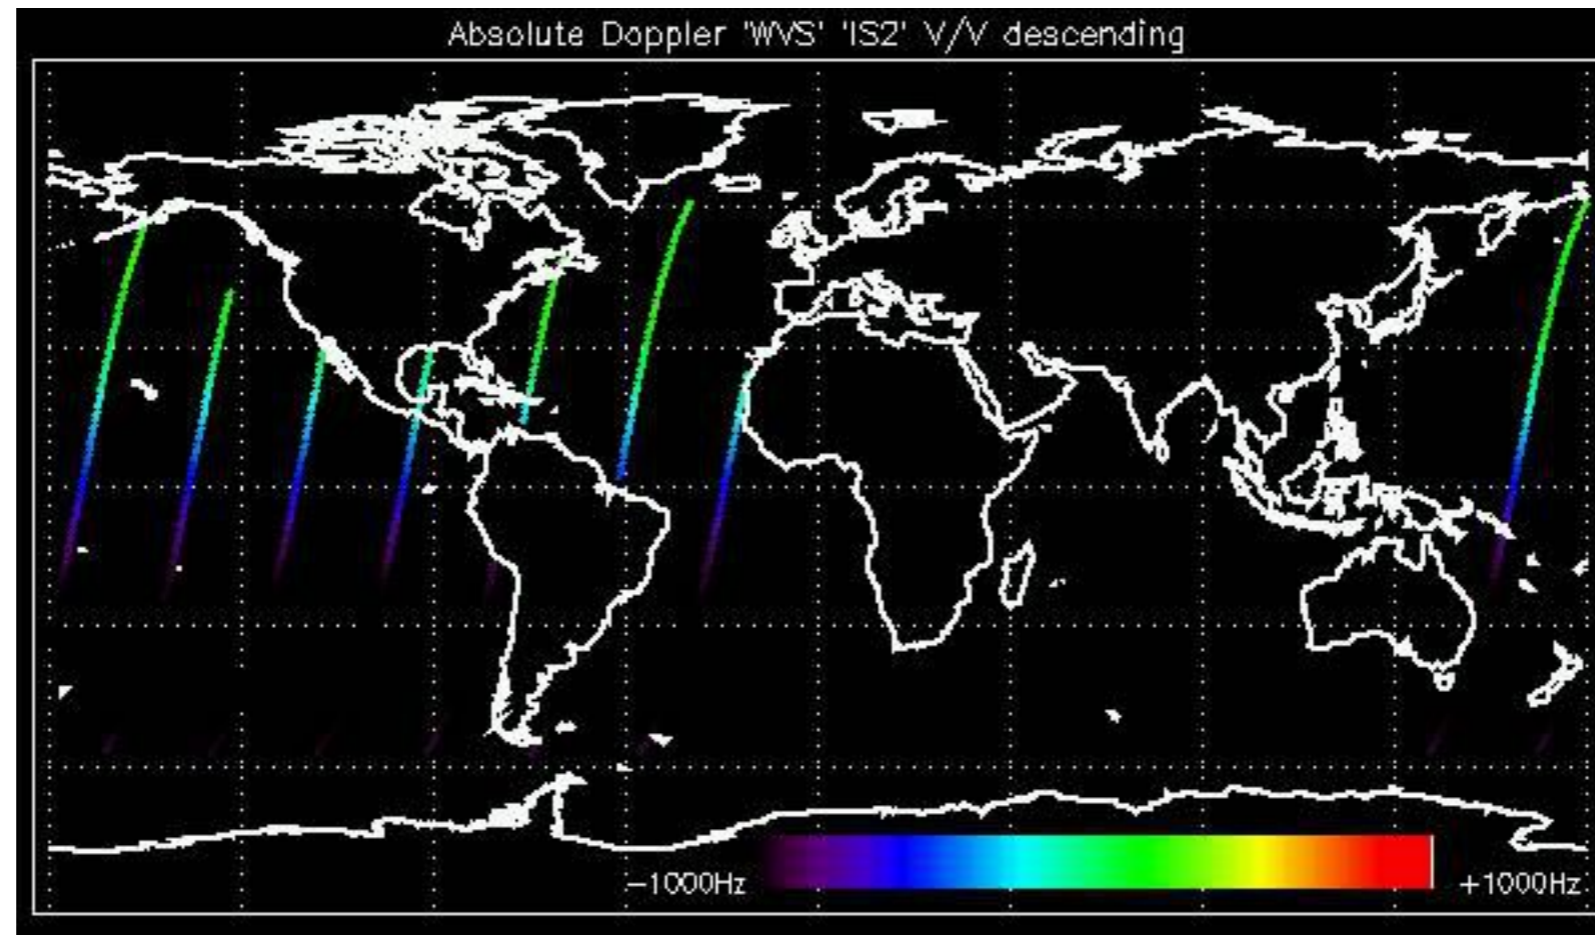 Absolute Doppler 'WVS' 'IS2' V/V descending
−1000Hz
+1000Hz